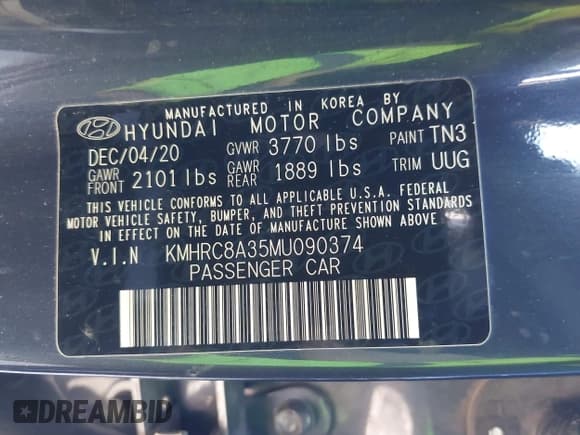 MANUFACTURED IN KOREA BY
HYUNDAI MOTOR COMPANY
DEC/04/20 GVWR 3770 lbs PAINT TN3
GAWR FRONT 2101 lbs GAWR REAR 1889 lbs TRIM UUG
THIS VEHICLE CONFORMS TO ALL APPLICABLE U.S.A. FEDERAL
MOTOR VEHICLE SAFETY, BUMPER, AND THEFT PREVENTION STANDARDS
IN EFFECT ON THE DATE OF MANUFACTURE SHOWN ABOVE.
V.I.N KMHRC8A35MU090374
PASSENGER CAR
DREAMBID